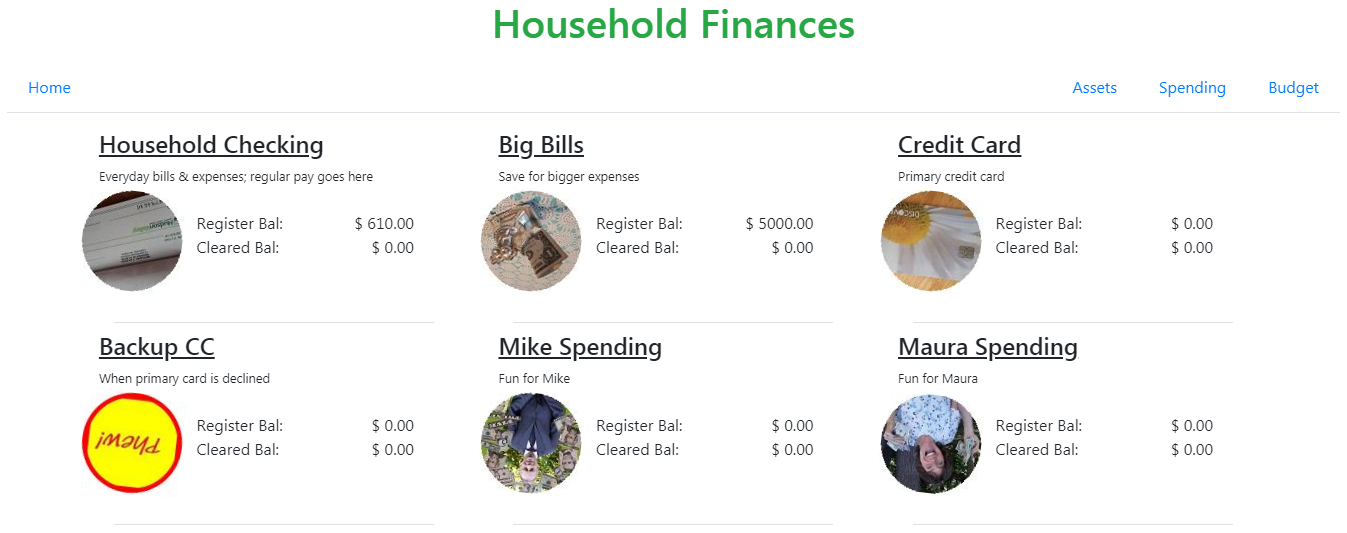 Household Finances
Home Assets Spending Budget
Household Checking
Everyday bills & expenses; regular pay goes here
Register Bal: $ 610.00
Cleared Bal: $ 0.00
Big Bills
Save for bigger expenses
Register Bal: $ 5000.00
Cleared Bal: $ 0.00
Credit Card
Primary credit card
DISCOVER
Register Bal: $ 0.00
Cleared Bal: $ 0.00
Backup CC
When primary card is declined
Phew!
Register Bal: $ 0.00
Cleared Bal: $ 0.00
Mike Spending
Fun for Mike
Register Bal: $ 0.00
Cleared Bal: $ 0.00
Maura Spending
Fun for Maura
Register Bal: $ 0.00
Cleared Bal: $ 0.00